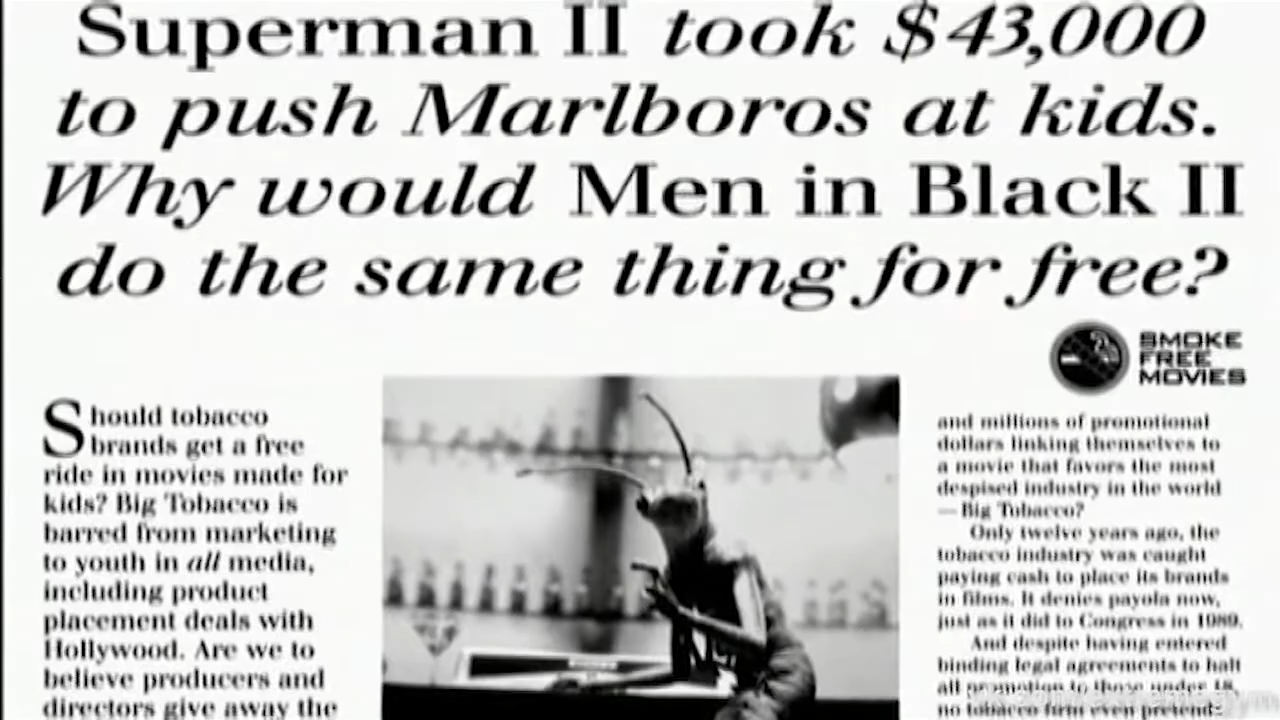 Superman II took $43,000
to push Marlboros at kids.
Why would Men in Black II
do the same thing for free?
SMOKE
FREE
MOVIES
Should tobacco
brands get a free
ride in movies made for
kids? Big Tobacco is
barred from marketing
to youth in all media,
including product
placement deals with
Hollywood. Are we to
believe producers and
directors give away the
and millions of promotional
dollars linking themselves to
a movie that favors the most
despised industry in the world
— Big Tobacco?
Only twelve years ago, the
tobacco industry was caught
paying cash to place its brands
in films. It denies payola now,
just as it did to Congress in 1989.
And despite having entered
binding legal agreements to halt
all promotion to those under 18,
no tobacco firm even pretends